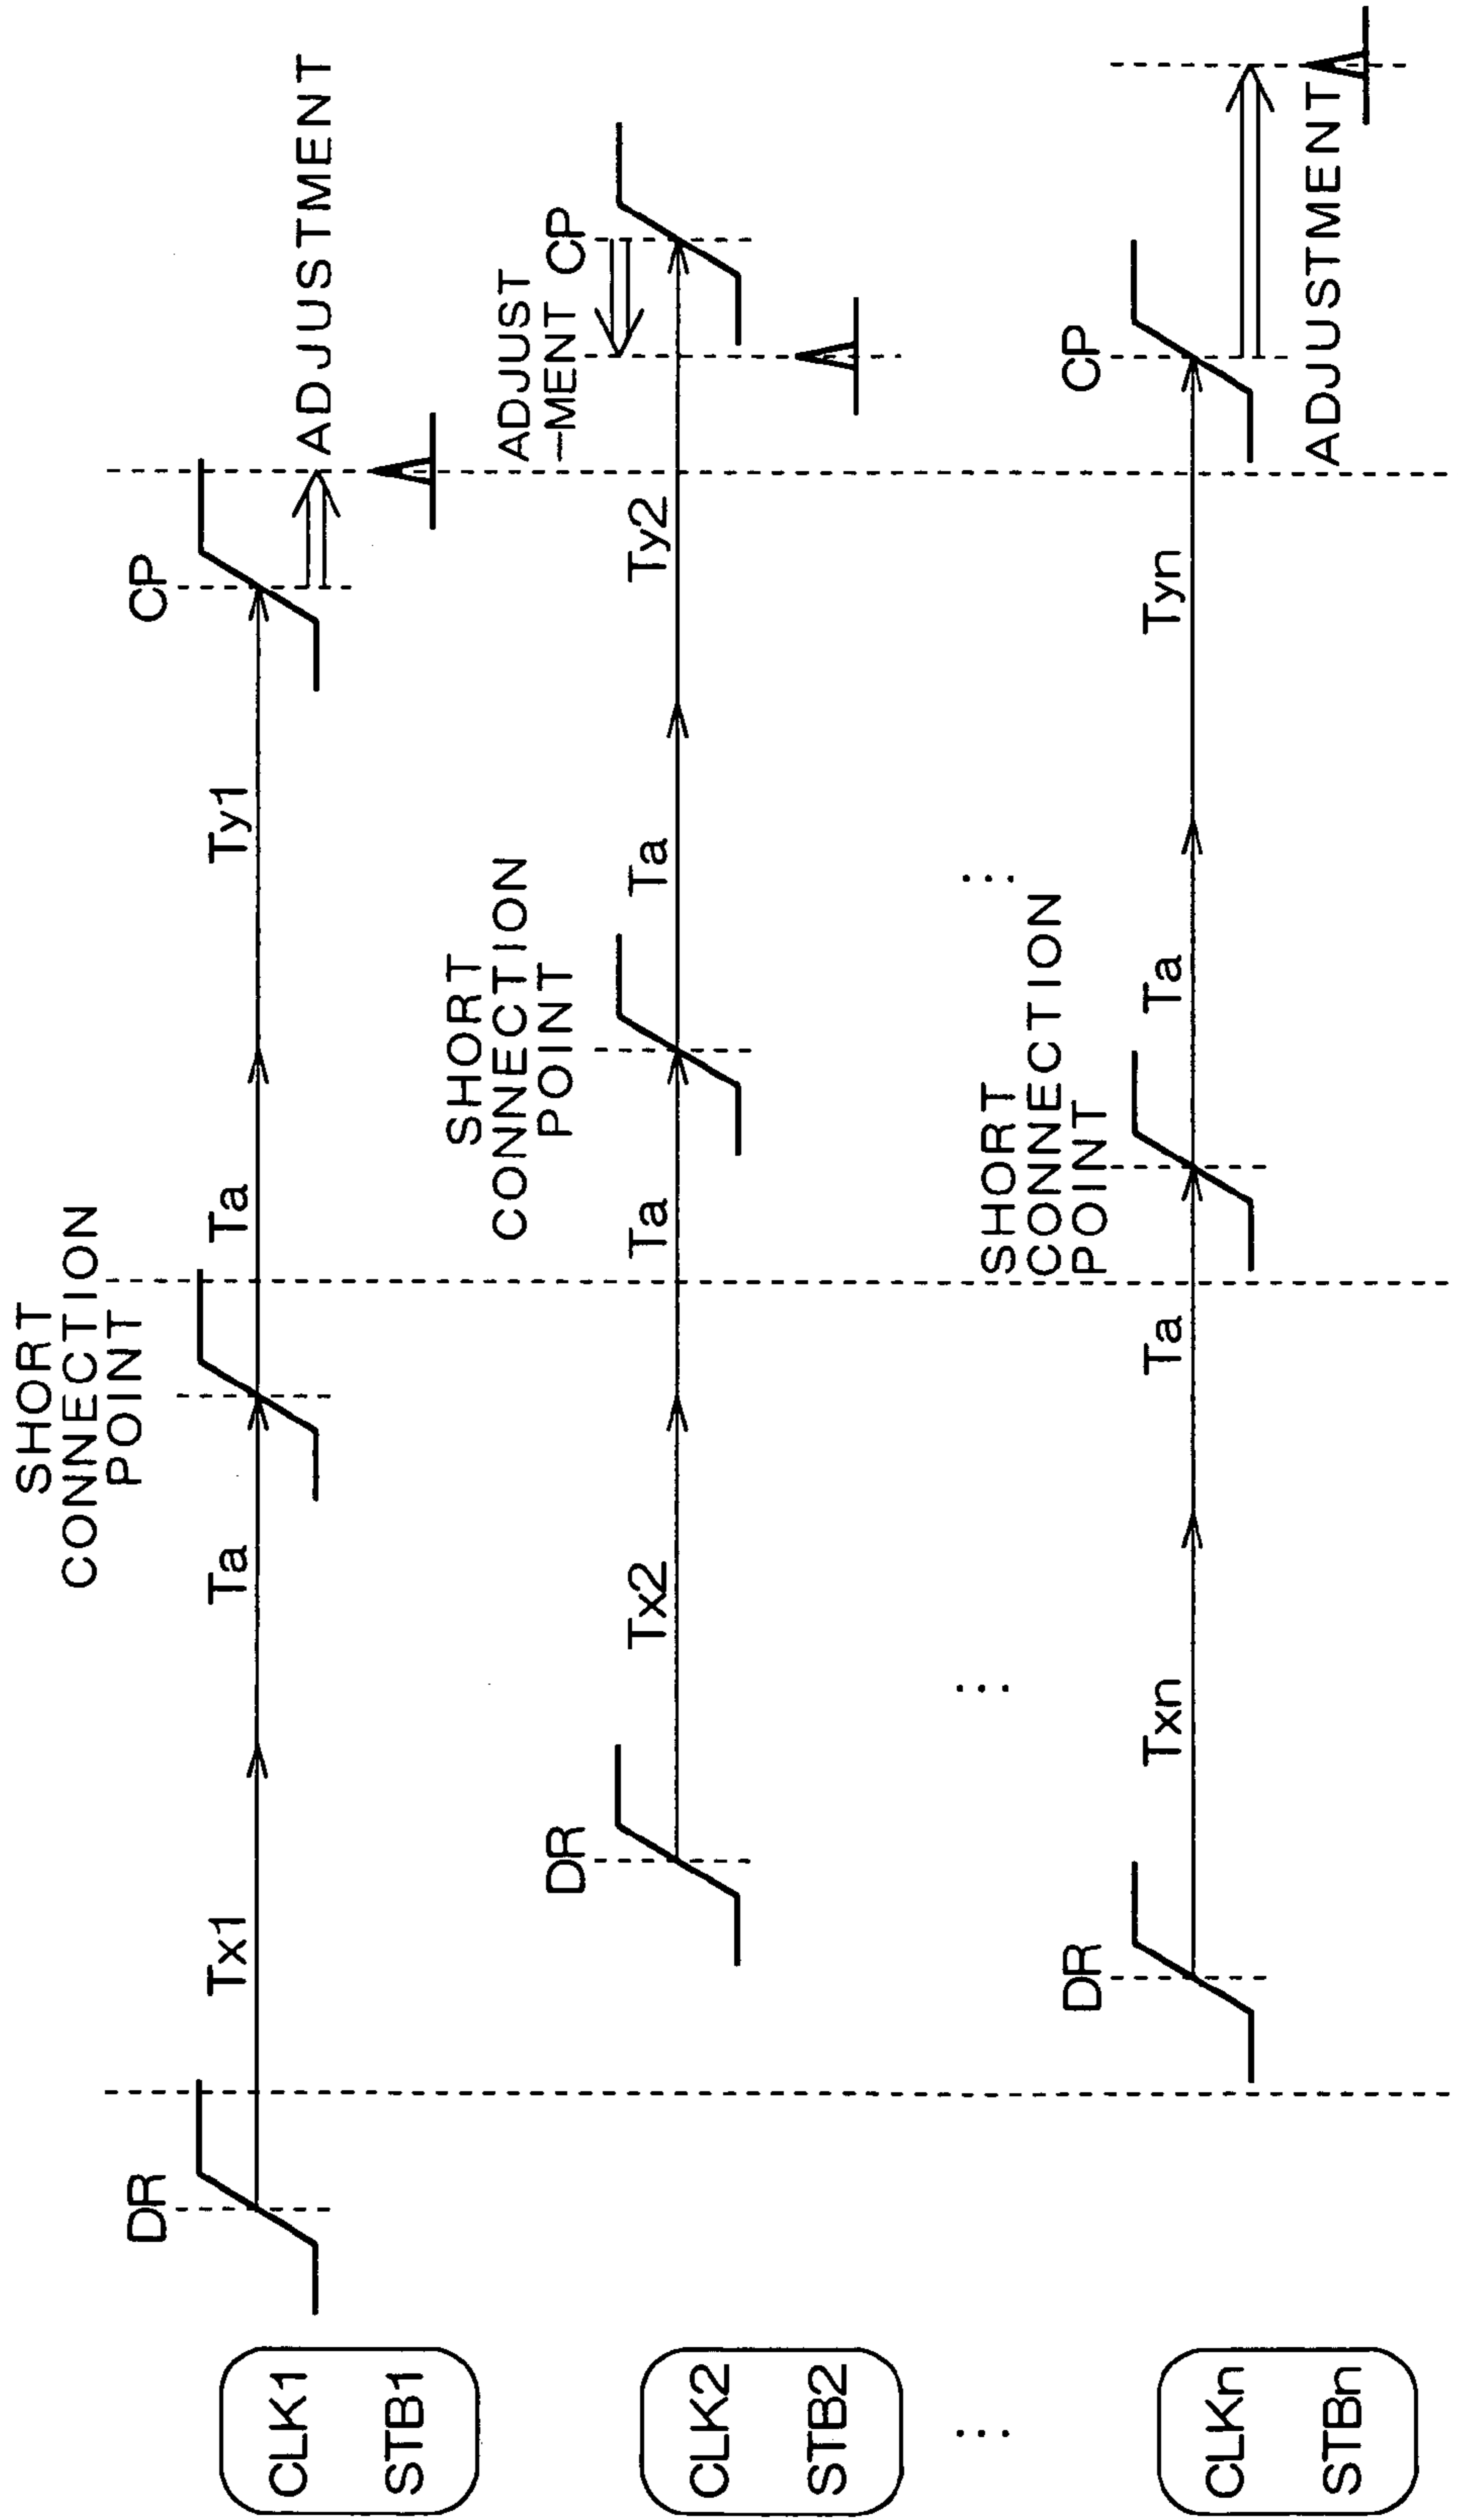 CLK1
STB1
DR
Tx1
Ta
SHORT
CONNECTION
POINT
Ta
Ty1
CP
ADJUSTMENT
CLK2
STB2
DR
Tx2
Ta
SHORT
CONNECTION
POINT
Ta
Ty2
ADJUST
-MENT
CP
...
...
...
CLKn
STBn
DR
Txn
Ta
SHORT
CONNECTION
POINT
Ta
Tyn
CP
ADJUSTMENT